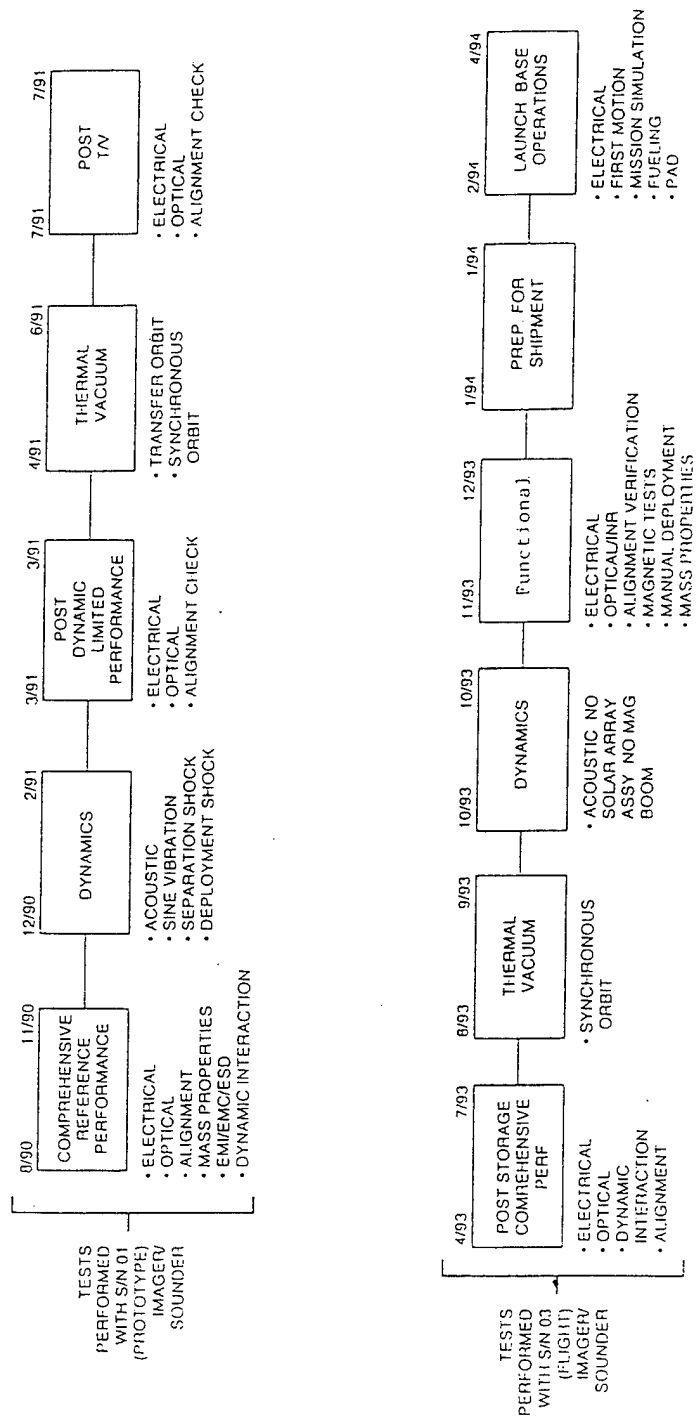 TESTS
PERFORMED
WITH S/N 01
(PROTOTYPE)
IMAGER/
SOUNDER
8/90 11/90
COMPREHENSIVE
REFERENCE
PERFORMANCE
• ELECTRICAL
• OPTICAL
• ALIGNMENT
• MASS PROPERTIES
• EMI/EMC/ESD
• DYNAMIC INTERACTION
12/90 2/91
DYNAMICS
• ACOUSTIC
• SINE VIBRATION
• SEPARATION SHOCK
• DEPLOYMENT SHOCK
3/91 3/91
POST
DYNAMIC
LIMITED
PERFORMANCE
• ELECTRICAL
• OPTICAL
• ALIGNMENT CHECK
4/91 6/91
THERMAL
VACUUM
• TRANSFER ORBIT
• SYNCHRONOUS
ORBIT
7/91 7/91
POST
T/V
• ELECTRICAL
• OPTICAL
• ALIGNMENT CHECK
TESTS
PERFORMED
WITH S/N 03
(FLIGHT)
IMAGER/
SOUNDER
4/93 7/93
POST STORAGE
COMREHENSIVE
PERF
• ELECTRICAL
• OPTICAL
• DYNAMIC
INTERACTION
• ALIGNMENT
8/93 9/93
THERMAL
VACUUM
• SYNCHRONOUS
ORBIT
10/93 10/93
DYNAMICS
• ACOUSTIC NO
SOLAR ARRAY
ASSY NO MAG
BOOM
11/93 12/93
Functional
• ELECTRICAL
• OPTICAL/INR
• ALIGNMENT VERIFICATION
• MAGNETIC TESTS
• MANUAL DEPLOYMENT
• MASS PROPERTIES
1/94 1/94
PREP. FOR
SHIPMENT
2/94 4/94
LAUNCH BASE
OPERATIONS
• ELECTRICAL
• FIRST MOTION
• MISSION SIMULATION
• FUELING
• PAD